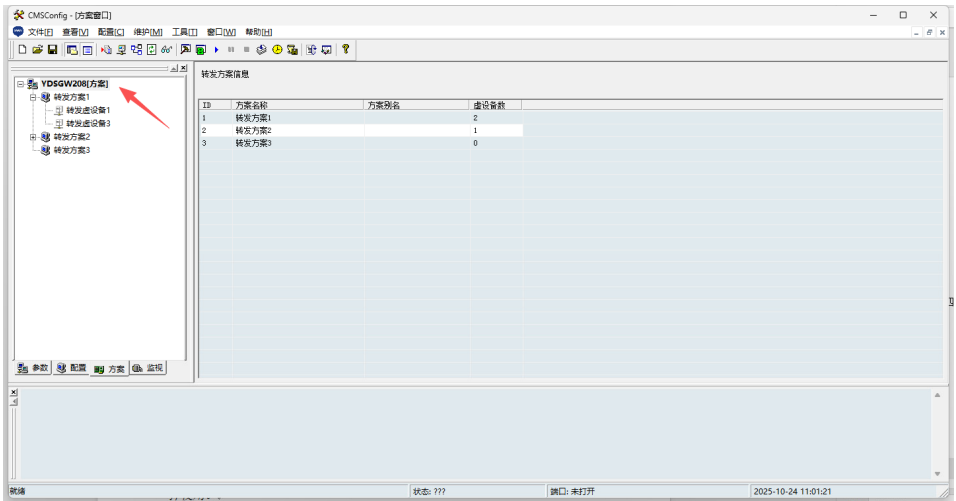 CMSConfig - [方案窗口]
文件[F] 查看[V] 配置[C] 维护[M] 工具[T] 窗口[W] 帮助[H]
YDSGW208[方案]
转发方案1
转发虚设备1
转发虚设备3
转发方案2
转发方案3
参数 配置 方案 监视
转发方案信息
ID 方案名称 方案别名 虚设备数
1 转发方案1 2
2 转发方案2 1
3 转发方案3 0
就绪 状态: ??? 端口: 未打开 2025-10-24 11:01:21